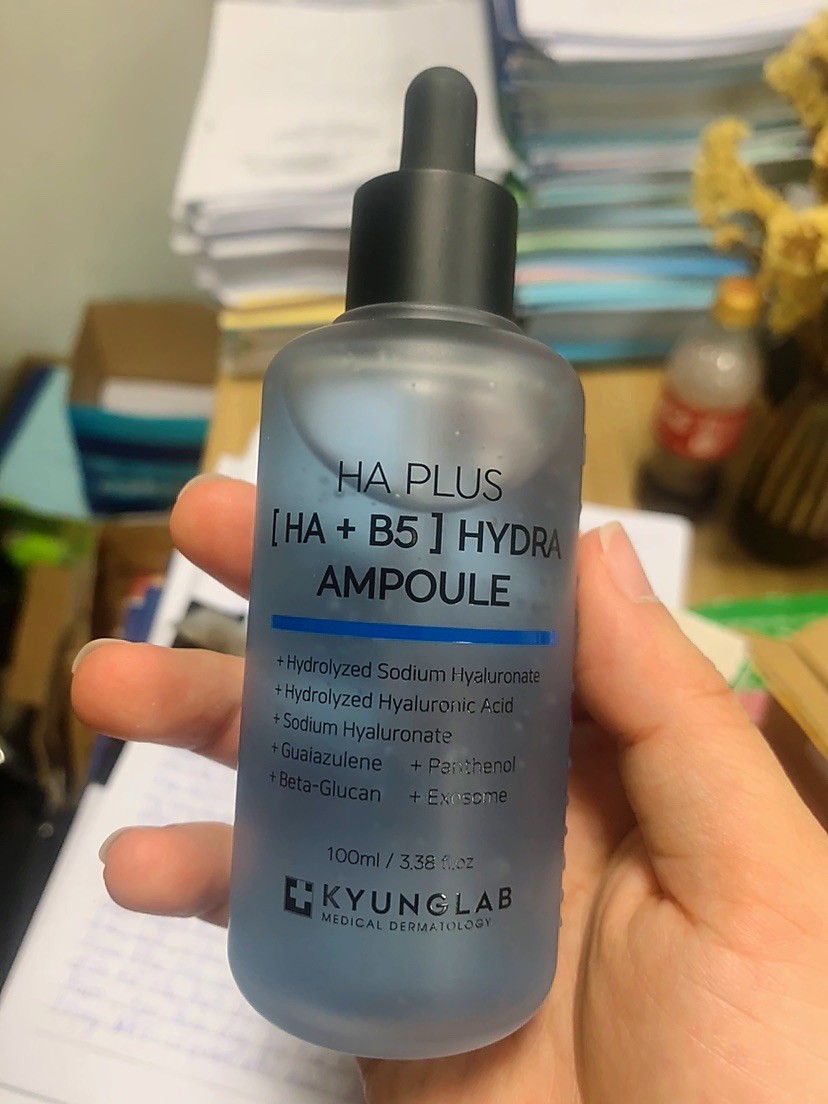 HA PLUS
[ HA + B5 ] HYDRA
AMPOULE
+ Hydrolyzed Sodium Hyaluronate
+ Hydrolyzed Hyaluronic Acid
+ Sodium Hyaluronate
+ Guaiazulene + Panthenol
+ Beta-Glucan + Exosome
100ml / 3,38 fl.oz
KYUNGLAB
MEDICAL DERMATOLOGY